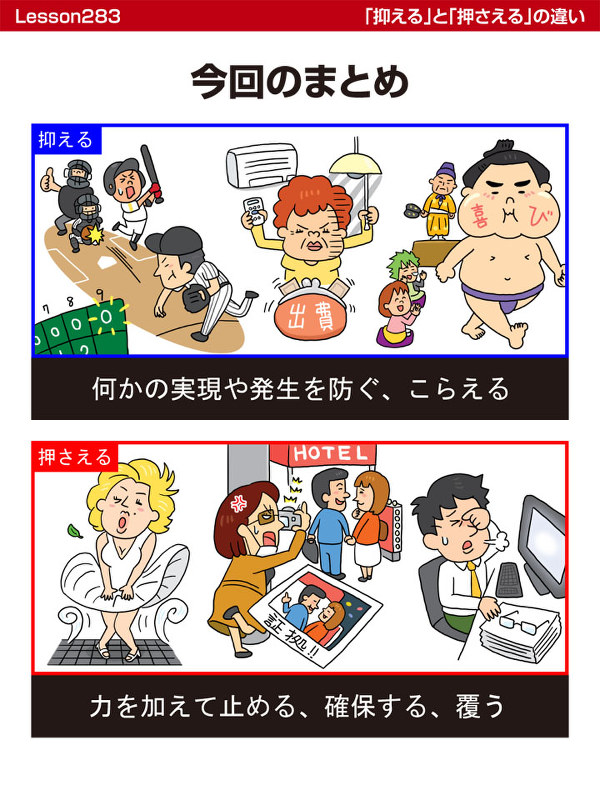 Lesson283
「抑える」と「押さえる」の違い
今回のまとめ
抑える
喜び
出費
7 8 9
0 0 0
1 2
何かの実現や発生を防ぐ、こらえる
押さえる
HOTEL
証拠!!
力を加えて止める、確保する、覆う